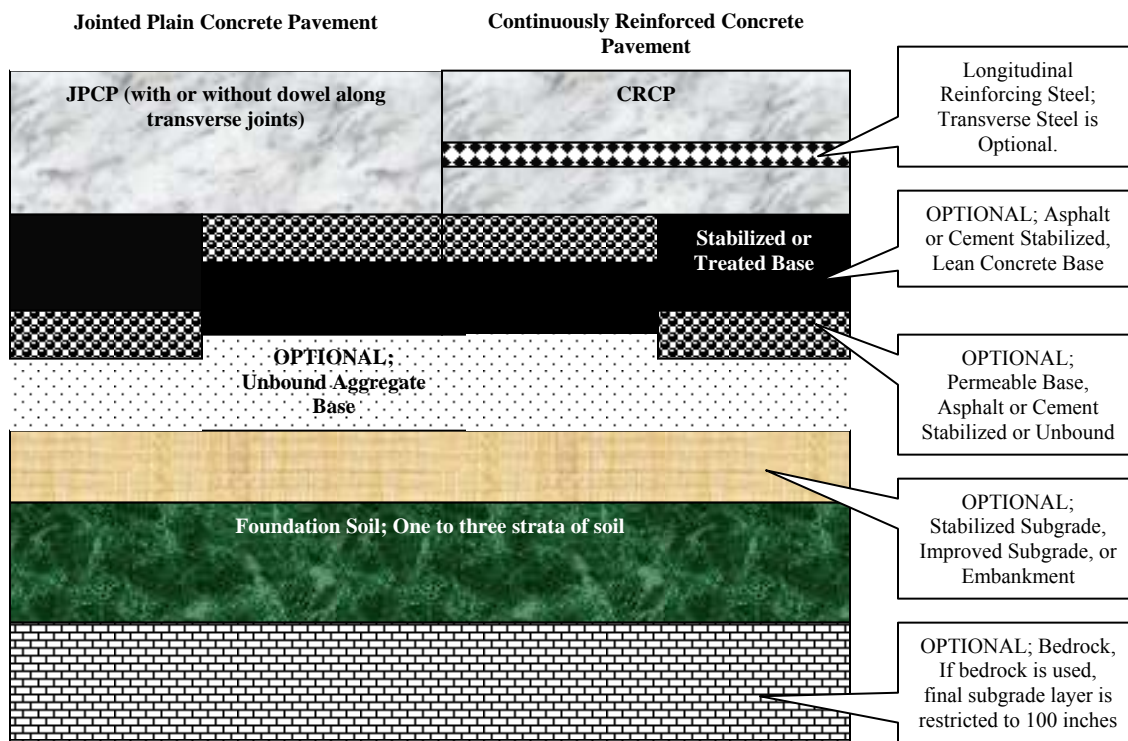 Jointed Plain Concrete Pavement
Continuously Reinforced Concrete
Pavement
JPCP (with or without dowel along
transverse joints)
CRCP
Longitudinal
Reinforcing Steel;
Transverse Steel is
Optional.
Stabilized or
Treated Base
OPTIONAL; Asphalt
or Cement Stabilized,
Lean Concrete Base
OPTIONAL;
Unbound Aggregate
Base
OPTIONAL;
Permeable Base,
Asphalt or Cement
Stabilized or Unbound
OPTIONAL;
Stabilized Subgrade,
Improved Subgrade, or
Embankment
Foundation Soil; One to three strata of soil
OPTIONAL; Bedrock,
If bedrock is used,
final subgrade layer is
restricted to 100 inches